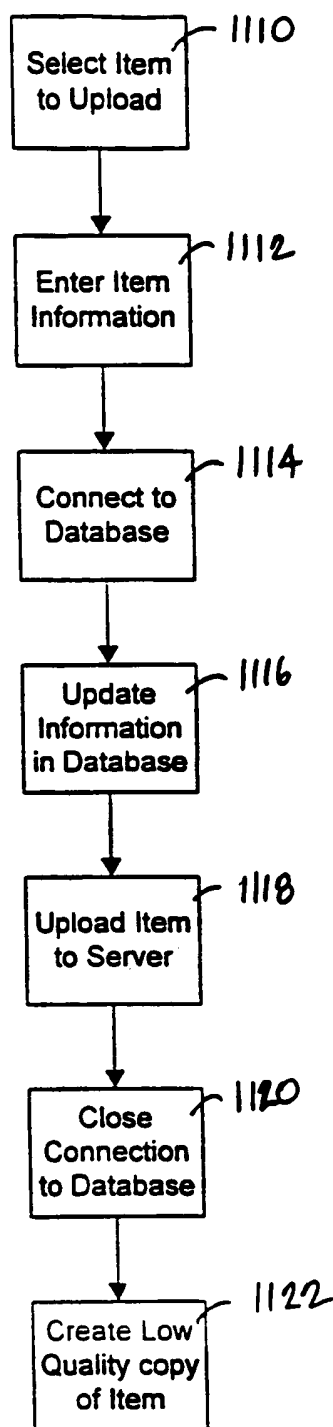 1110
Select Item
to Upload
1112
Enter Item
Information
1114
Connect to
Database
1116
Update
Information
in Database
1118
Upload Item
to Server
1120
Close
Connection
to Database
1122
Create Low
Quality copy
of Item